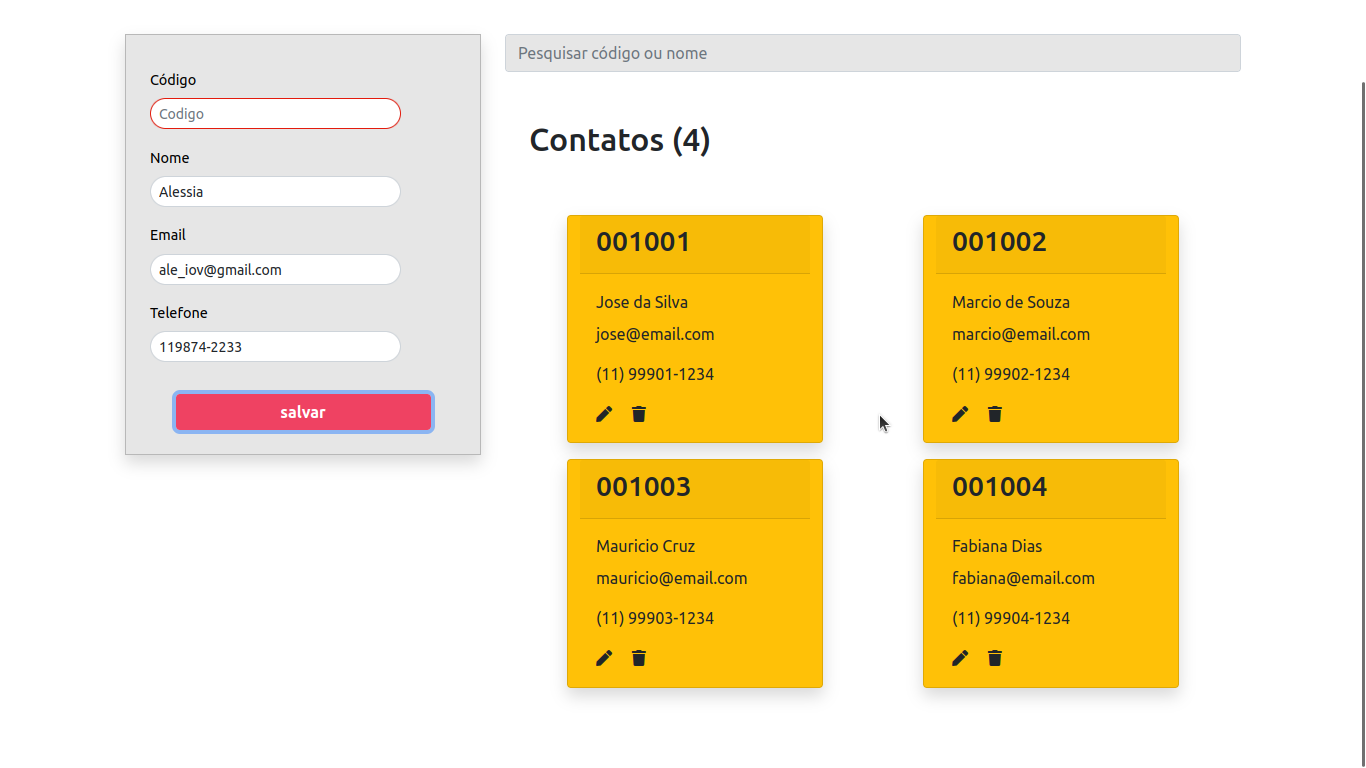 Código
Codigo
Nome
Alessia
Email
ale_iov@gmail.com
Telefone
119874-2233
salvar
Pesquisar código ou nome
Contatos (4)
001001
Jose da Silva
jose@email.com
(11) 99901-1234
001002
Marcio de Souza
marcio@email.com
(11) 99902-1234
001003
Mauricio Cruz
mauricio@email.com
(11) 99903-1234
001004
Fabiana Dias
fabiana@email.com
(11) 99904-1234